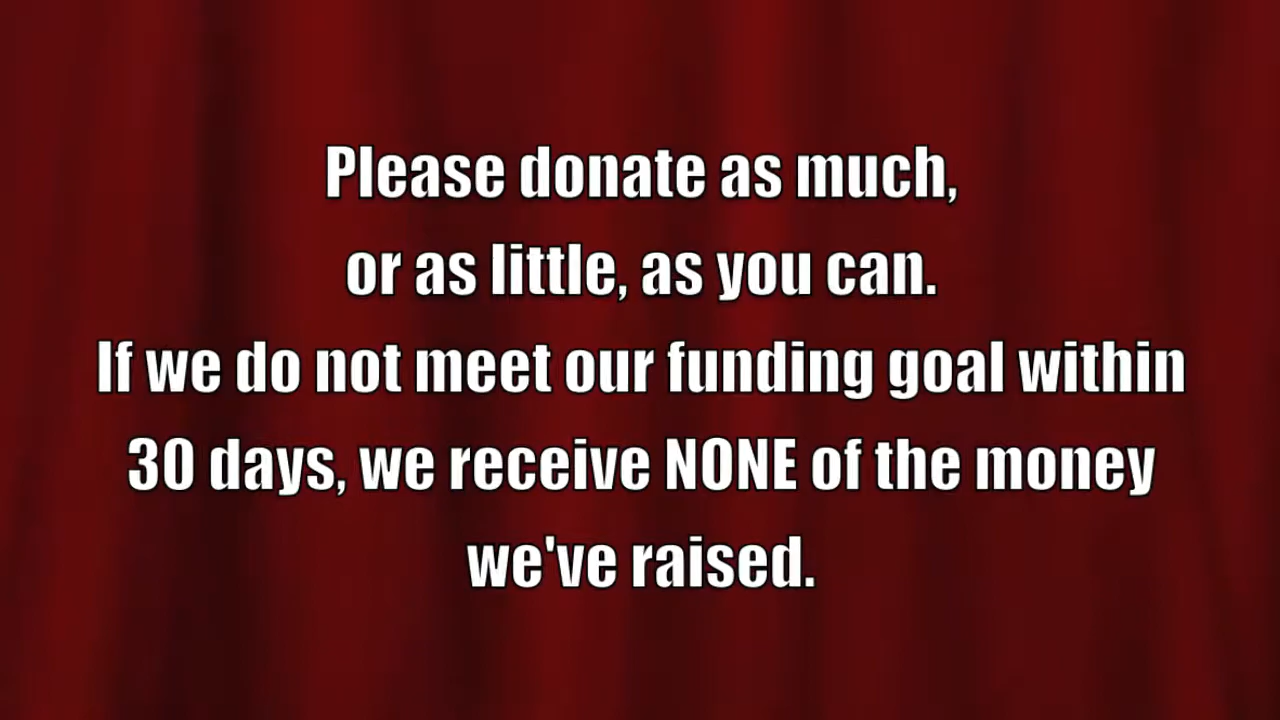 Please donate as much,
or as little, as you can.
If we do not meet our funding goal within
30 days, we receive NONE of the money
we've raised.